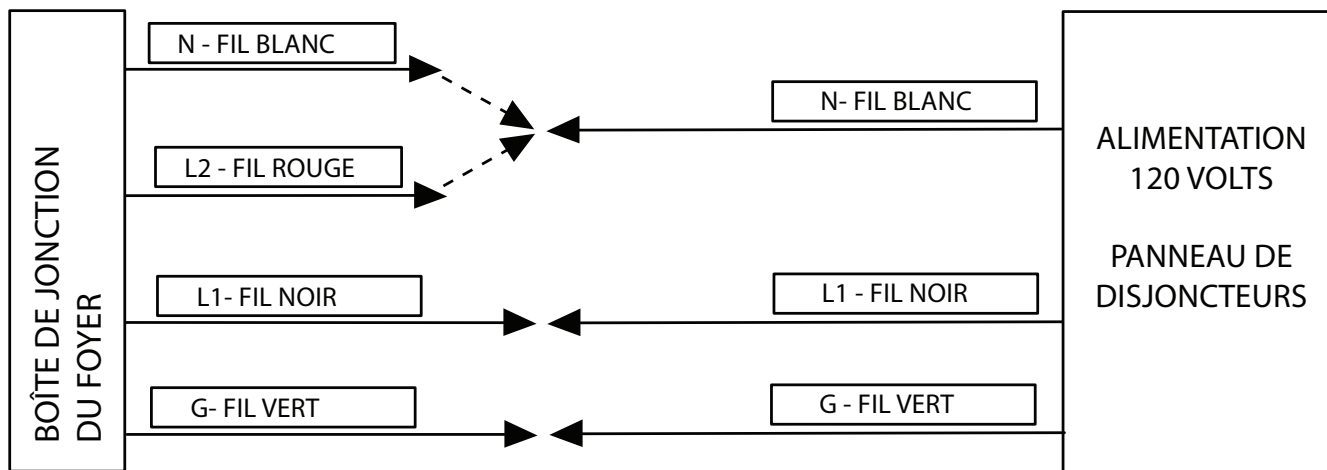 BOÎTE DE JONCTION
DU FOYER
N - FIL BLANC
L2 - FIL ROUGE
L1- FIL NOIR
G- FIL VERT
N- FIL BLANC
L1 - FIL NOIR
G - FIL VERT
ALIMENTATION
120 VOLTS
PANNEAU DE
DISJONCTEURS